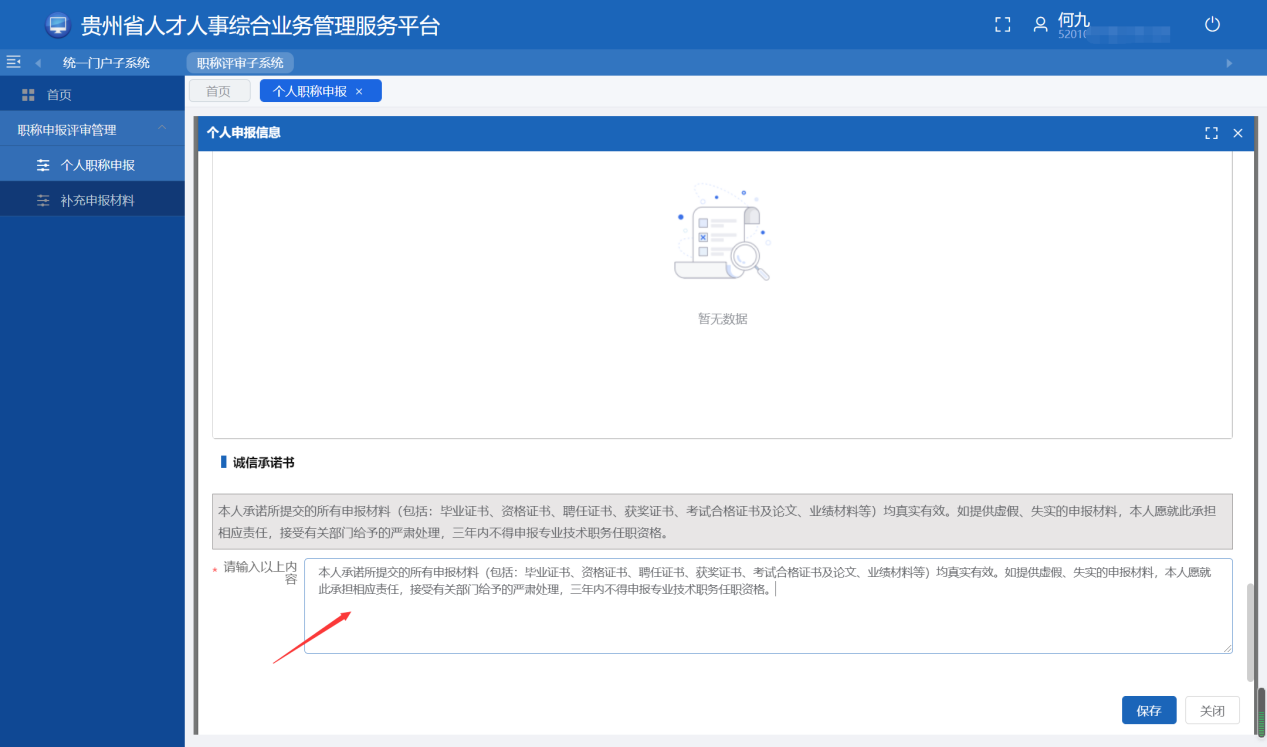 贵州省人才人事综合业务管理服务平台
何九
统一门户子系统
职称评审子系统
首页
首页
个人职称申报 ×
职称申报评审管理
个人申报信息
个人职称申报
补充申报材料
暂无数据
诚信承诺书
本人承诺所提交的所有申报材料（包括：毕业证书、资格证书、聘任证书、获奖证书、考试合格证书及论文、业绩材料等）均真实有效。如提供虚假、失实的申报材料，本人愿就此承担
相应责任，接受有关部门给予的严肃处理，三年内不得申报专业技术职务任职资格。
* 请输入以上内
容
本人承诺所提交的所有申报材料（包括：毕业证书、资格证书、聘任证书、获奖证书、考试合格证书及论文、业绩材料等）均真实有效。如提供虚假、失实的申报材料，本人愿就
此承担相应责任，接受有关部门给予的严肃处理，三年内不得申报专业技术职务任职资格。
保存
关闭